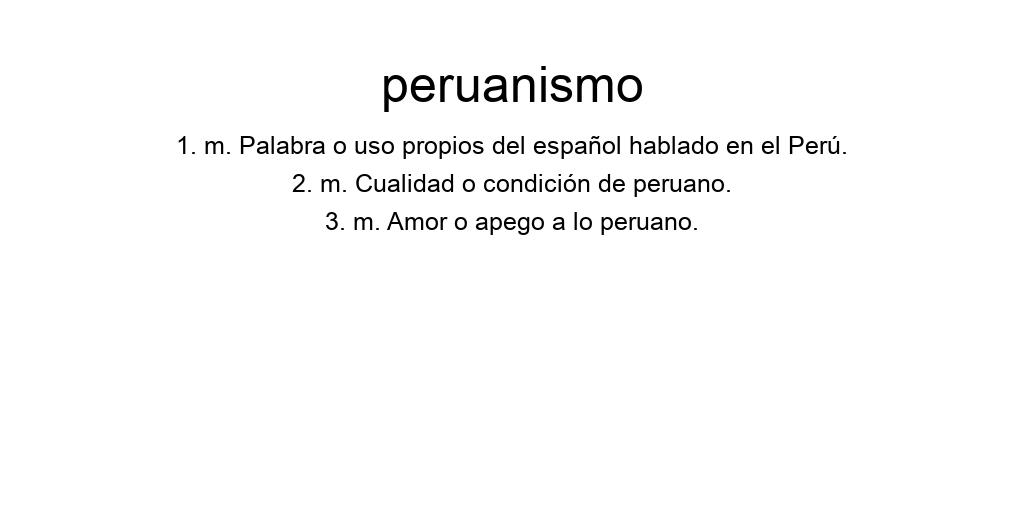 peruanismo
1. m. Palabra o uso propios del español hablado en el Perú.
2. m. Cualidad o condición de peruano.
3. m. Amor o apego a lo peruano.